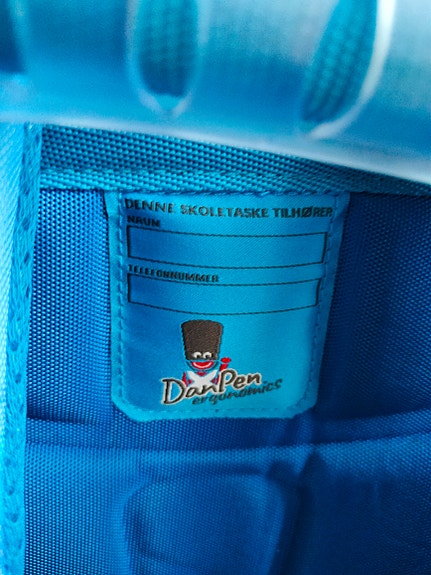 DENNE SKOLETASKE TILHØRER
NAVN
TELEFONNUMMER
DanPen
ergonomics